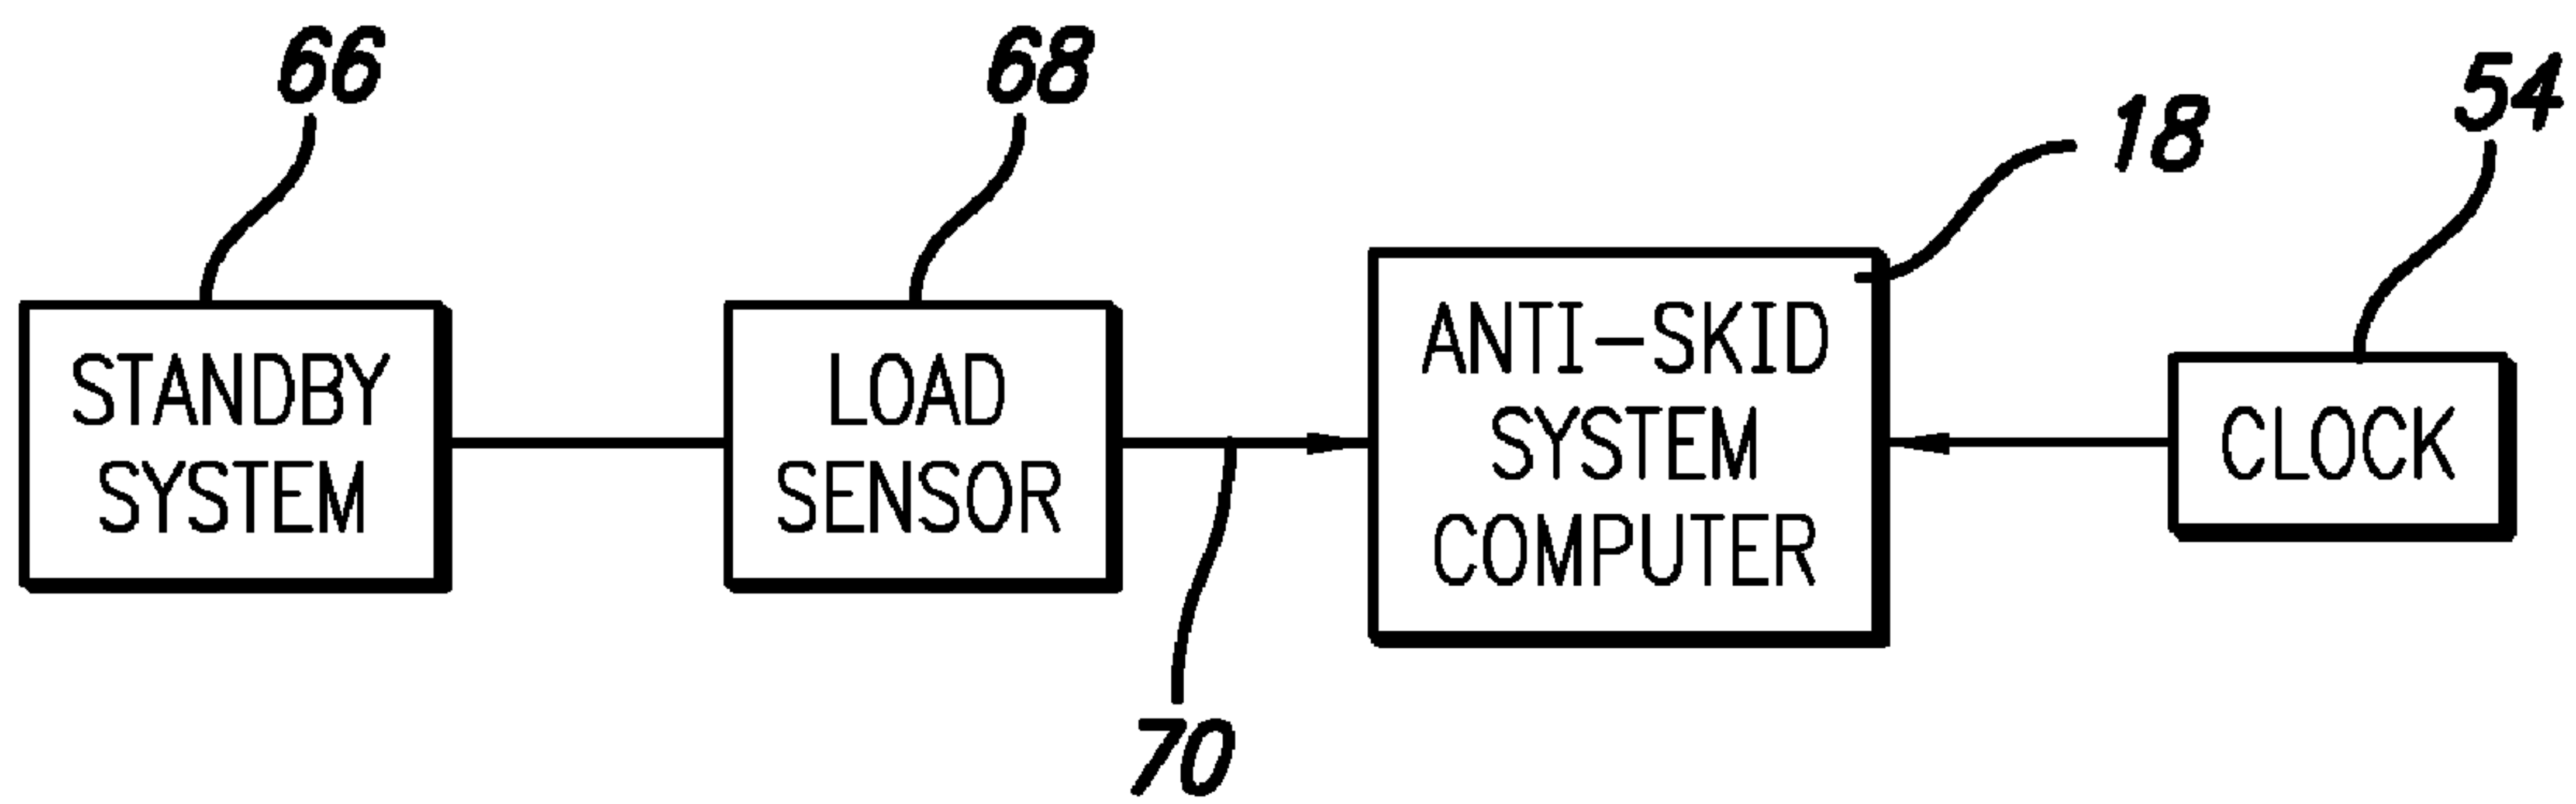 66
68
18
54
STANDBY
SYSTEM
LOAD
SENSOR
ANTI-SKID
SYSTEM
COMPUTER
CLOCK
70